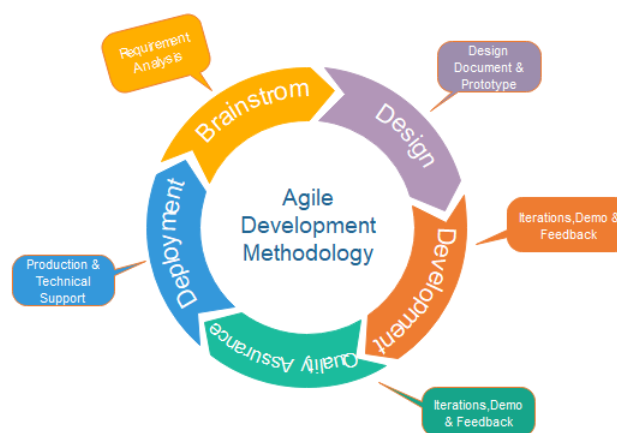 Requirement
Analysis
Brainstrom
Design
Document &
Prototype
Design
Agile
Development
Methodology
Iterations,Demo &
Feedback
Development
Deployment
Production &
Technical
Support
Quality Assurance
Iterations,Demo
& Feedback